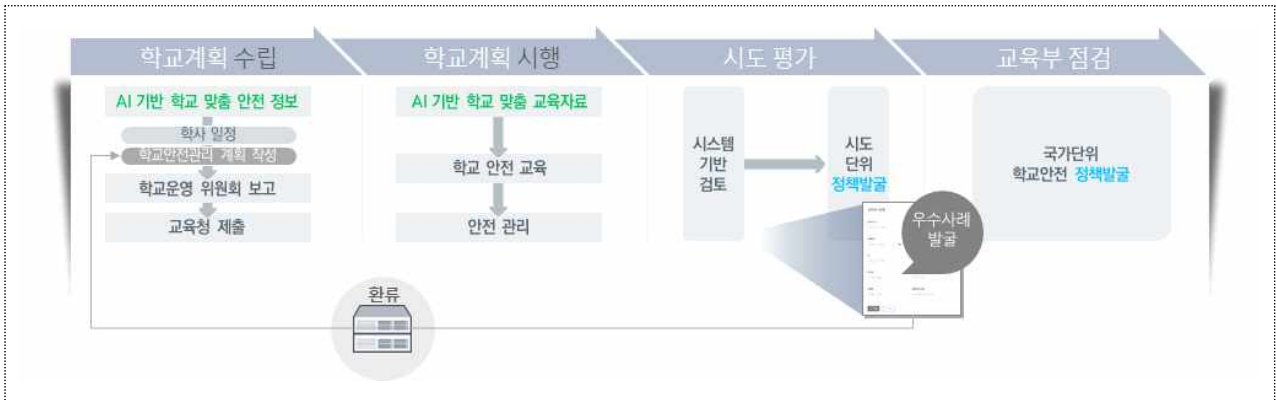 학교계획 수립
학교계획 시행
시도 평가
교육부 점검
AI 기반 학교 맞춤 안전 정보
학사 일정
학교안전관리 계획 작성
학교운영 위원회 보고
교육청 제출
AI 기반 학교 맞춤 교육자료
학교 안전 교육
안전 관리
시스템
기반
검토
시도
단위
정책발굴
우수사례
발굴
국가단위
학교안전 정책발굴
환류